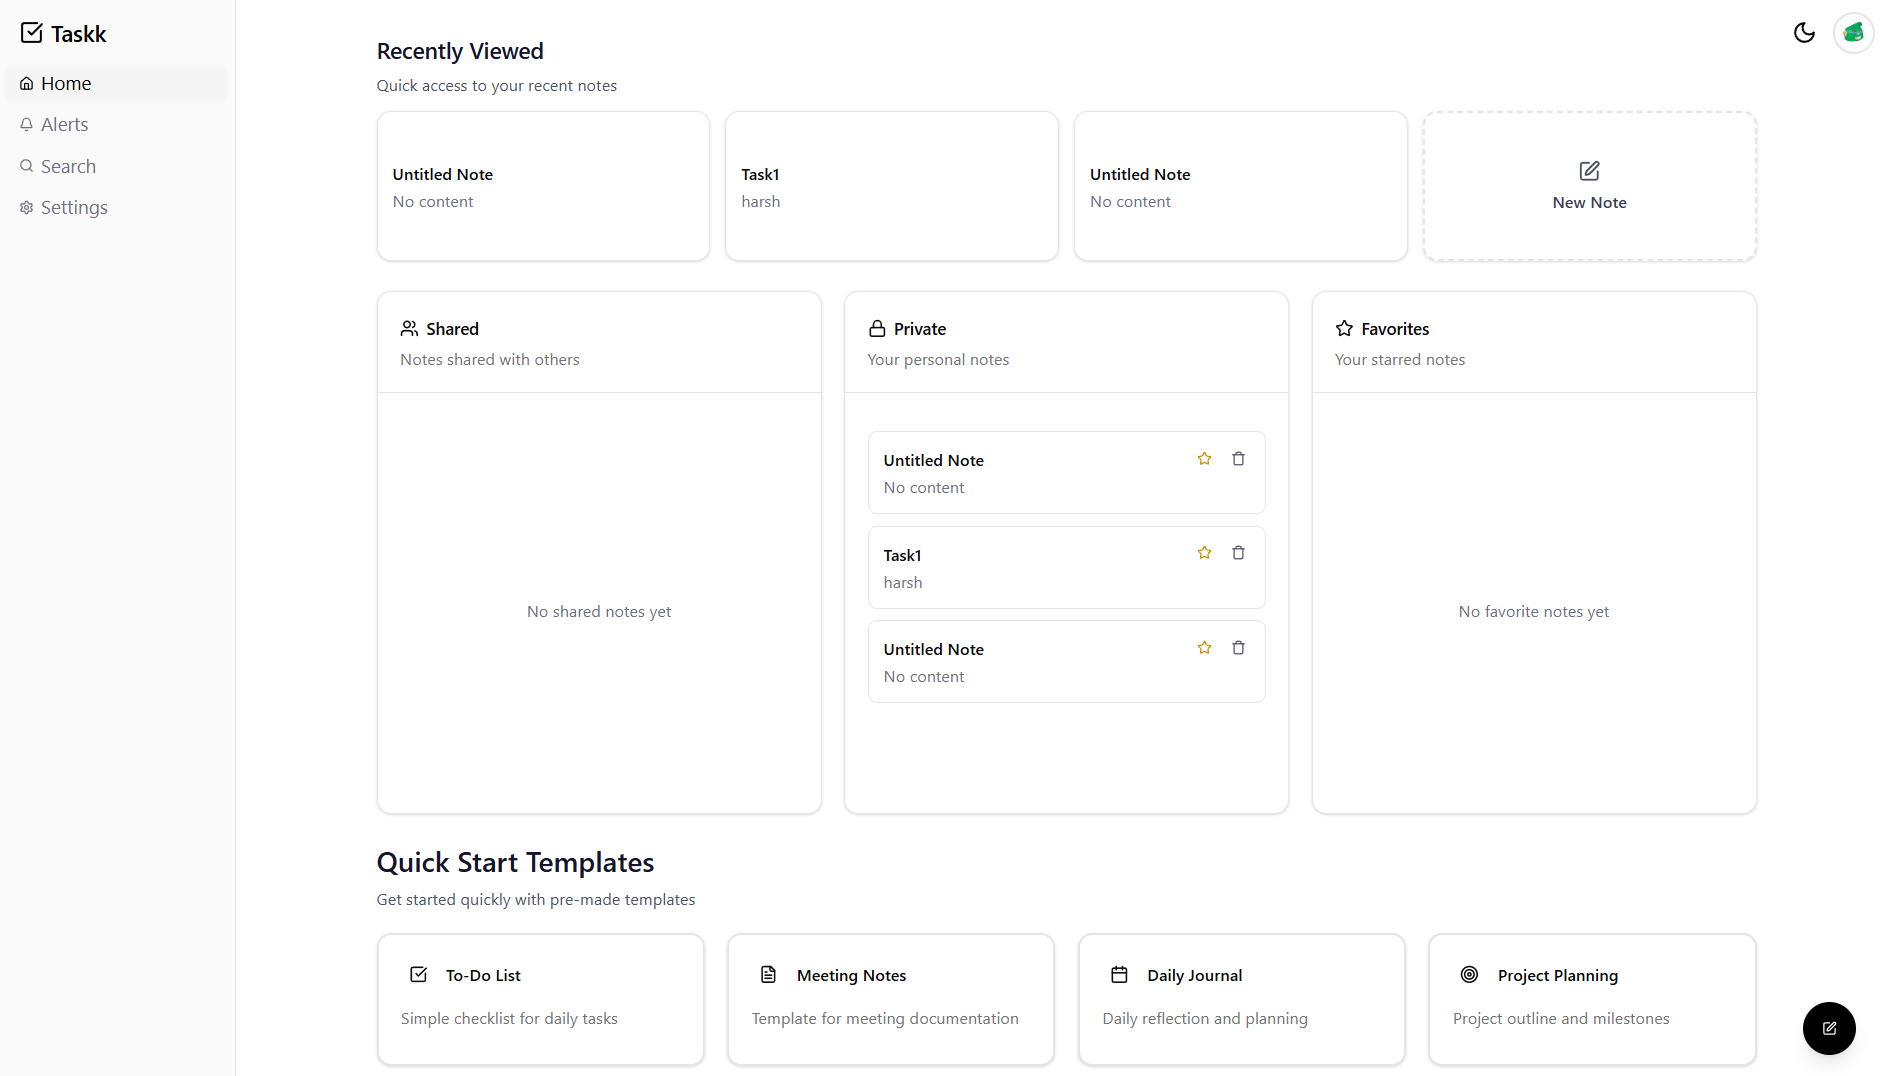 Taskk
Home
Alerts
Search
Settings
Recently Viewed
Quick access to your recent notes
Untitled Note
No content
Task1
harsh
Untitled Note
No content
New Note
Shared
Notes shared with others
No shared notes yet
Private
Your personal notes
Untitled Note
No content
Task1
harsh
Untitled Note
No content
Favorites
Your starred notes
No favorite notes yet
Quick Start Templates
Get started quickly with pre-made templates
To-Do List
Simple checklist for daily tasks
Meeting Notes
Template for meeting documentation
Daily Journal
Daily reflection and planning
Project Planning
Project outline and milestones